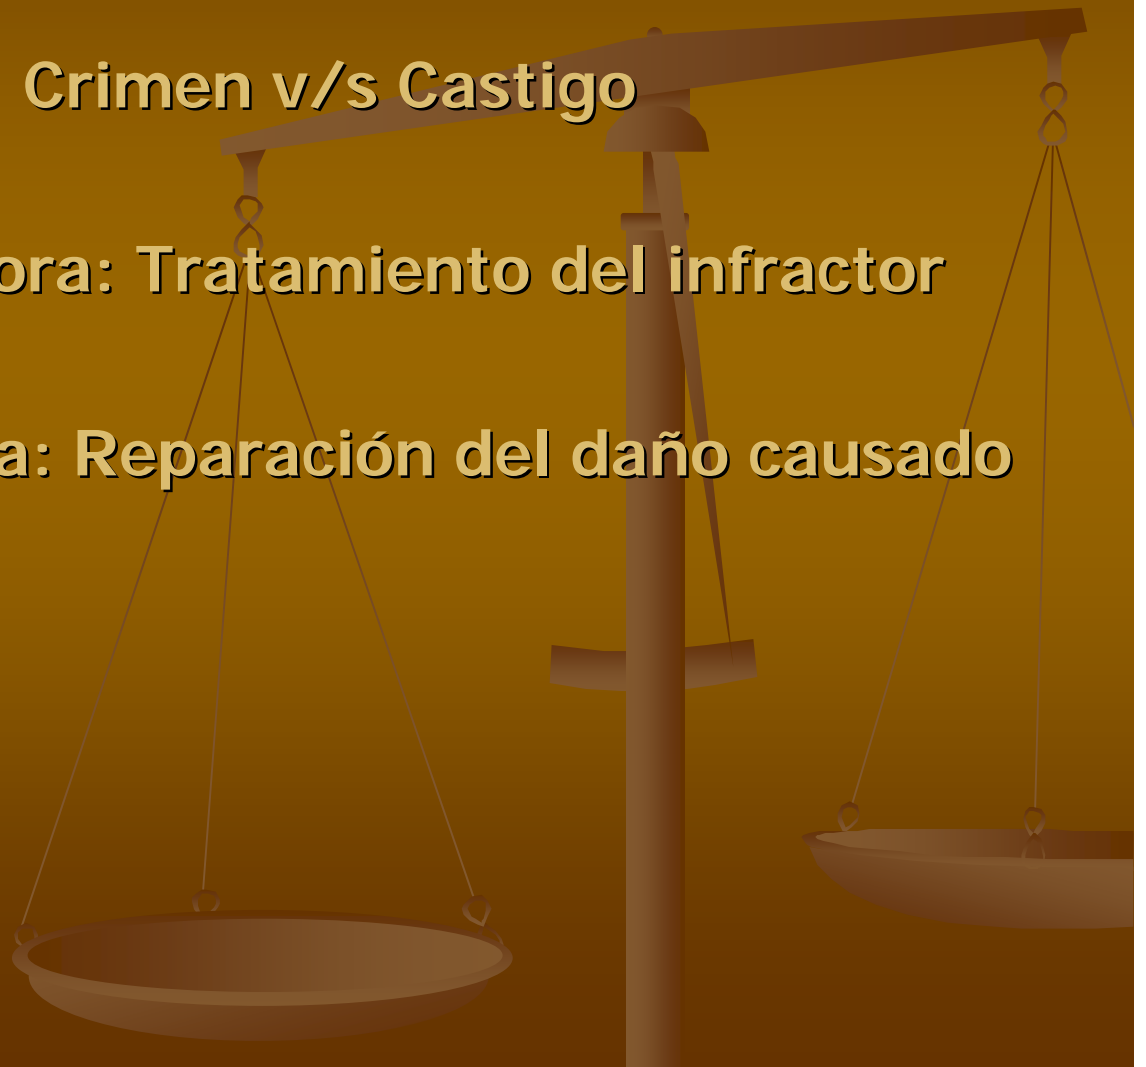 Crimen v/s Castigo
ora: Tratamiento del infractor
a: Reparación del daño causado